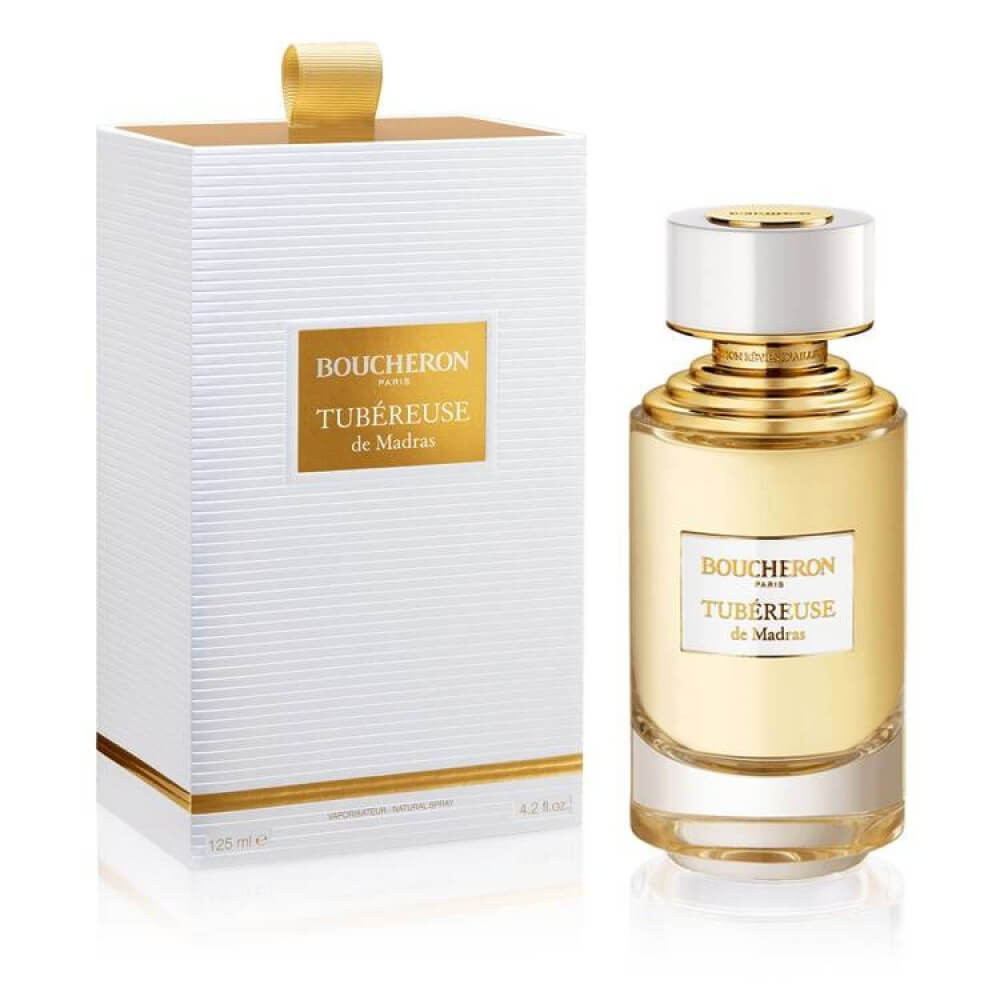 BOUCHERON
PARIS
TUBÉREUSE
de Madras
VAPORISATEUR - NATURAL SPRAY
125 ml e
4.2 fl.oz.
BOUCHERON
PARIS
TUBÉREUSE
de Madras